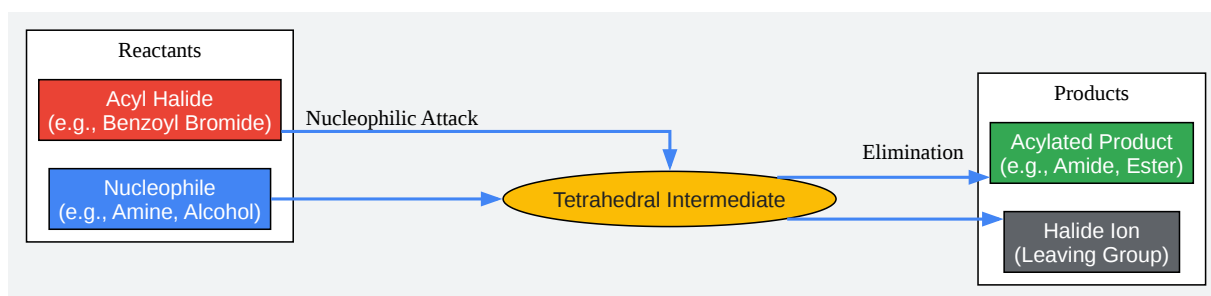 Reactants
Acyl Halide
(e.g., Benzoyl Bromide)
Nucleophile
(e.g., Amine, Alcohol)
Nucleophilic Attack
Tetrahedral Intermediate
Elimination
Products
Acylated Product
(e.g., Amide, Ester)
Halide Ion
(Leaving Group)